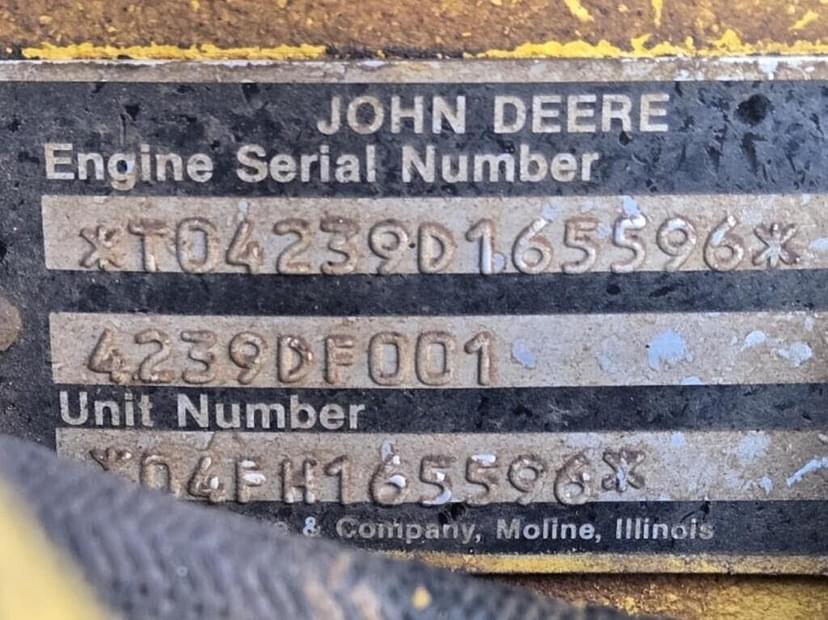 JOHN DEERE
Engine Serial Number
*T04239D165596*
4239DF001
Unit Number
*04FH165596*
& Company, Moline, Illinois